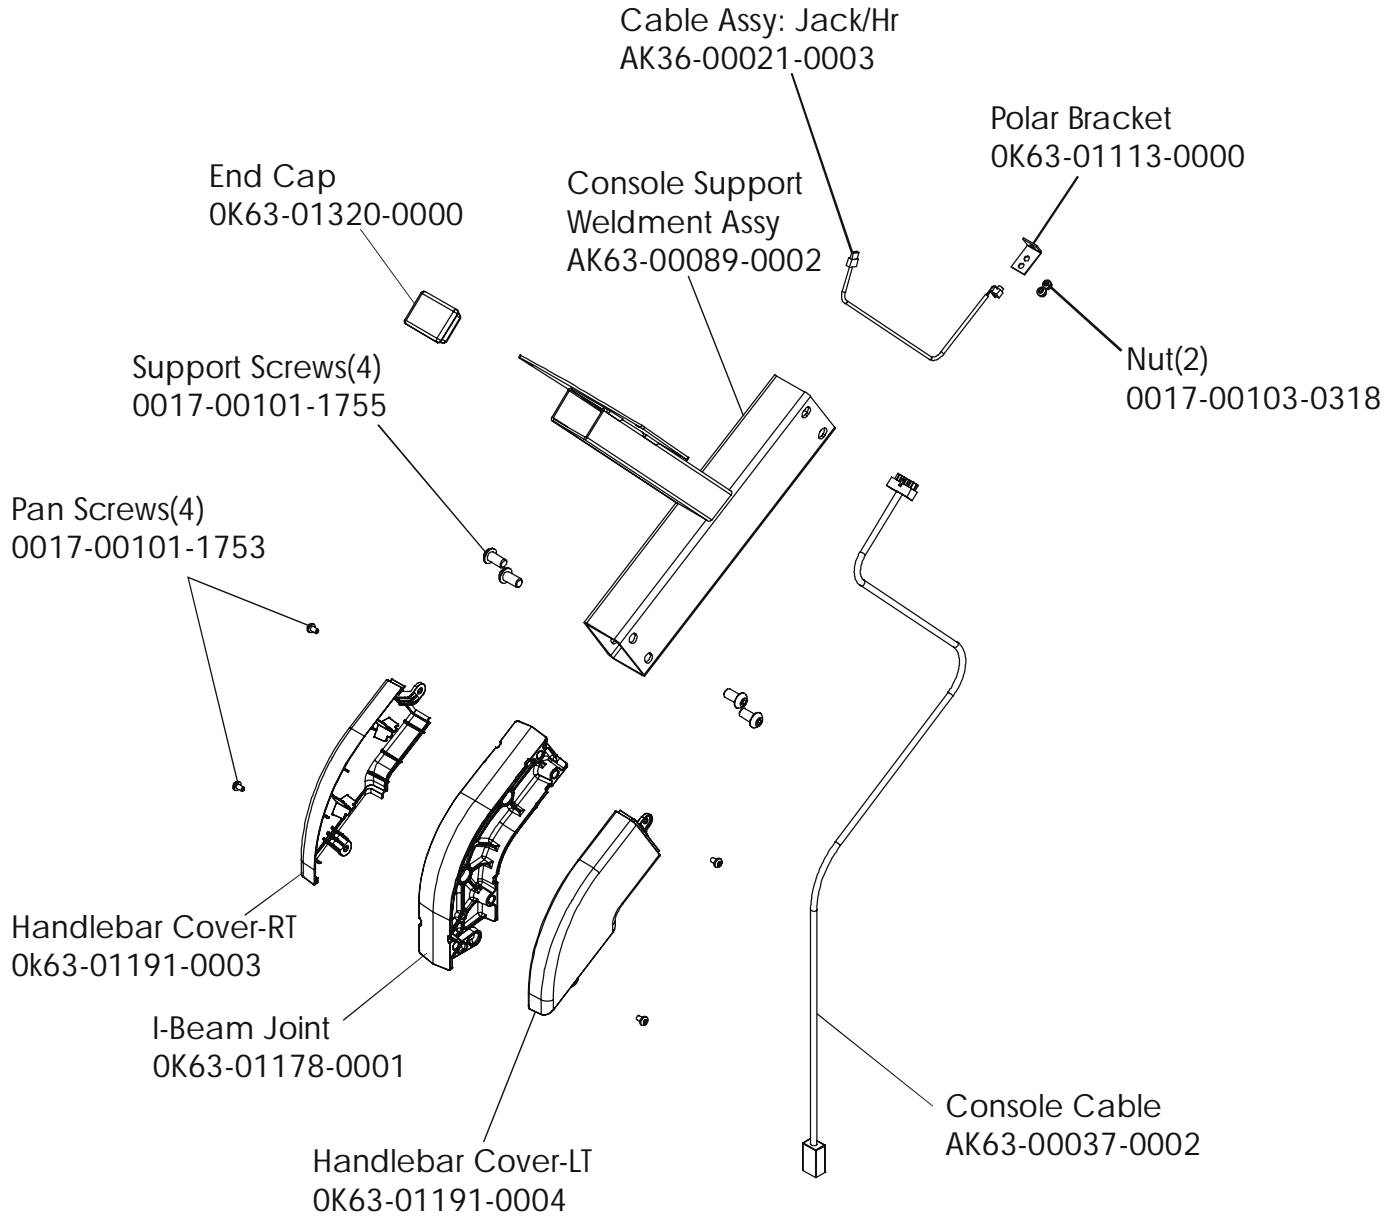 Cable Assy: Jack/Hr
AK36-00021-0003
Polar Bracket
0K63-01113-0000
End Cap
0K63-01320-0000
Console Support
Weldment Assy
AK63-00089-0002
Support Screws(4)
0017-00101-1755
Nut(2)
0017-00103-0318
Pan Screws(4)
0017-00101-1753
Handlebar Cover-RT
0k63-01191-0003
I-Beam Joint
0K63-01178-0001
Console Cable
AK63-00037-0002
Handlebar Cover-LT
0K63-01191-0004